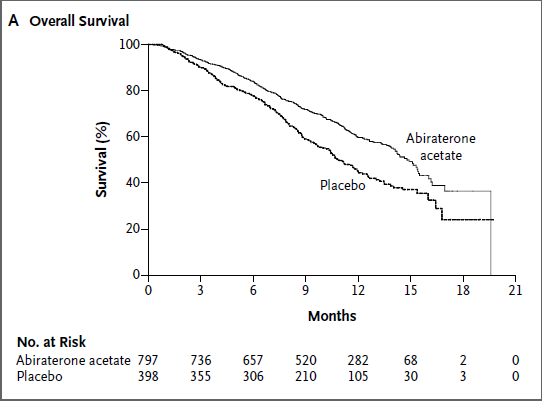 A Overall Survival
100
80
60
40
20
0
Survival (%)
Abiraterone
acetate
Placebo
0 3 6 9 12 15 18 21
Months
No. at Risk
Abiraterone acetate 797 736 657 520 282 68 2 0
Placebo 398 355 306 210 105 30 3 0